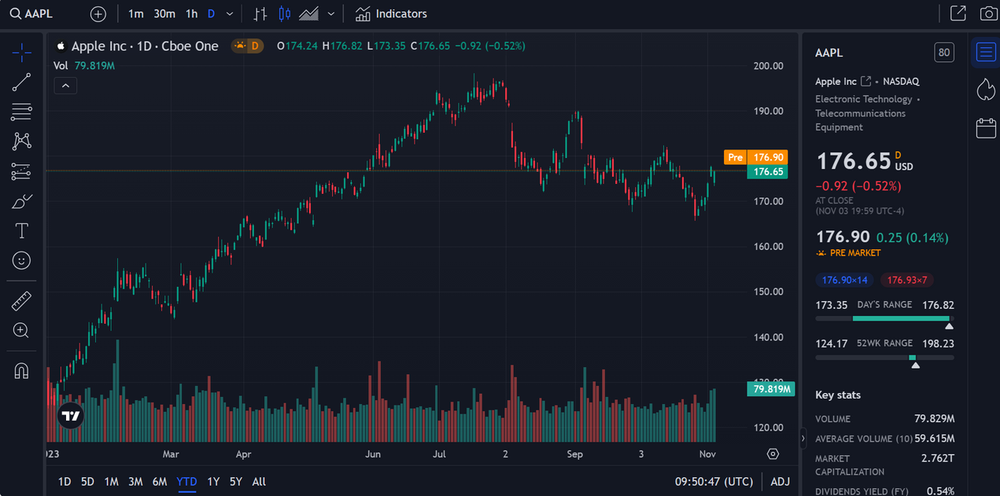 AAPL
1m 30m 1h D Indicators
Apple Inc · 1D · Cboe One D O174.24 H176.82 L173.35 C176.65 −0.92 (−0.52%)
Vol 79.819M
200.00
190.00
Pre 176.90
176.65
170.00
160.00
150.00
140.00
130.00
79.819M
120.00
023 Mar Apr Jun Jul 2 Sep 3 Nov
1D 5D 1M 3M 6M YTD 1Y 5Y All 09:50:47 (UTC) ADJ
AAPL 80
Apple Inc • NASDAQ
Electronic Technology •
Telecommunications
Equipment
176.65 D USD
−0.92 (−0.52%)
AT CLOSE
(NOV 03 19:59 UTC-4)
176.90 0.25 (0.14%)
PRE MARKET
176.90×14 176.93×7
173.35 DAY'S RANGE 176.82
124.17 52WK RANGE 198.23
Key stats
VOLUME 79.829M
AVERAGE VOLUME (10) 59.615M
MARKET 2.762T
CAPITALIZATION
DIVIDENDS YIELD (FY) 0.54%